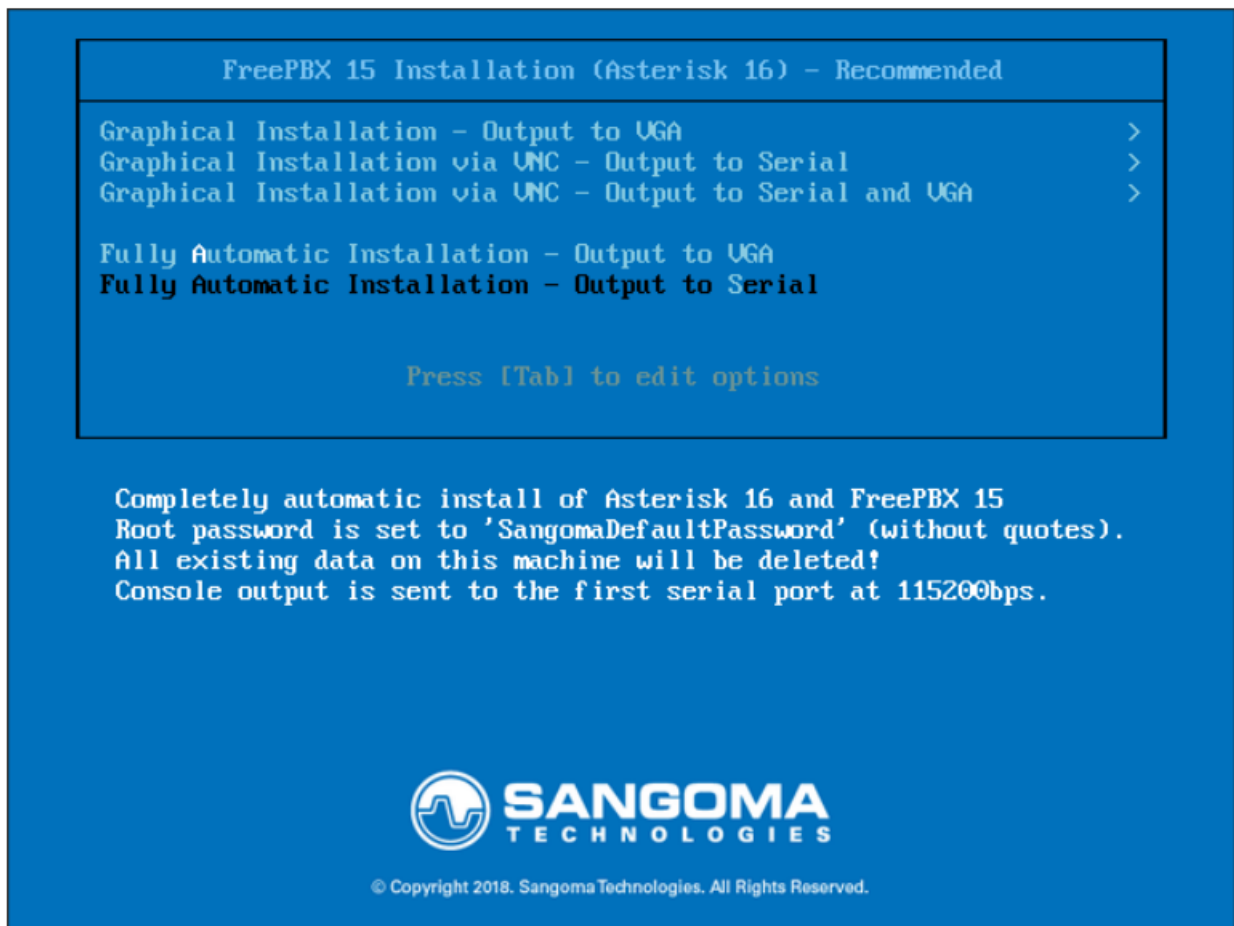 FreePBX 15 Installation (Asterisk 16) - Recommended
Graphical Installation - Output to VGA >
Graphical Installation via VNC - Output to Serial >
Graphical Installation via VNC - Output to Serial and VGA >
Fully Automatic Installation - Output to VGA
Fully Automatic Installation - Output to Serial
Press [Tab] to edit options
Completely automatic install of Asterisk 16 and FreePBX 15
Root password is set to 'SangomaDefaultPassword' (without quotes).
All existing data on this machine will be deleted!
Console output is sent to the first serial port at 115200bps.
SANGOMA
TECHNOLOGIES
© Copyright 2018. Sangoma Technologies. All Rights Reserved.